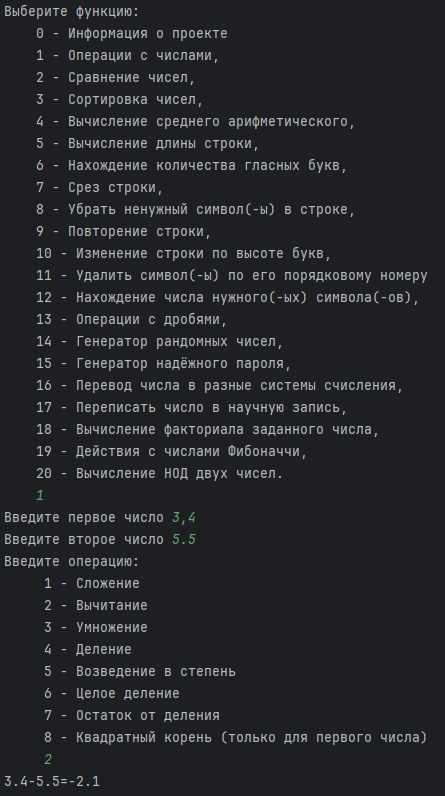 Выберите функцию:
0 - Информация о проекте
1 - Операции с числами,
2 - Сравнение чисел,
3 - Сортировка чисел,
4 - Вычисление среднего арифметического,
5 - Вычисление длины строки,
6 - Нахождение количества гласных букв,
7 - Срез строки,
8 - Убрать ненужный символ(-ы) в строке,
9 - Повторение строки,
10 - Изменение строки по высоте букв,
11 - Удалить символ(-ы) по его порядковому номеру
12 - Нахождение числа нужного(-ых) символа(-ов),
13 - Операции с дробями,
14 - Генератор рандомных чисел,
15 - Генератор надёжного пароля,
16 - Перевод числа в разные системы счисления,
17 - Переписать число в научную запись,
18 - Вычисление факториала заданного числа,
19 - Действия с числами Фибоначчи,
20 - Вычисление НОД двух чисел.
1
Введите первое число 3,4
Введите второе число 5.5
Введите операцию:
1 - Сложение
2 - Вычитание
3 - Умножение
4 - Деление
5 - Возведение в степень
6 - Целое деление
7 - Остаток от деления
8 - Квадратный корень (только для первого числа)
2
3.4-5.5=-2.1